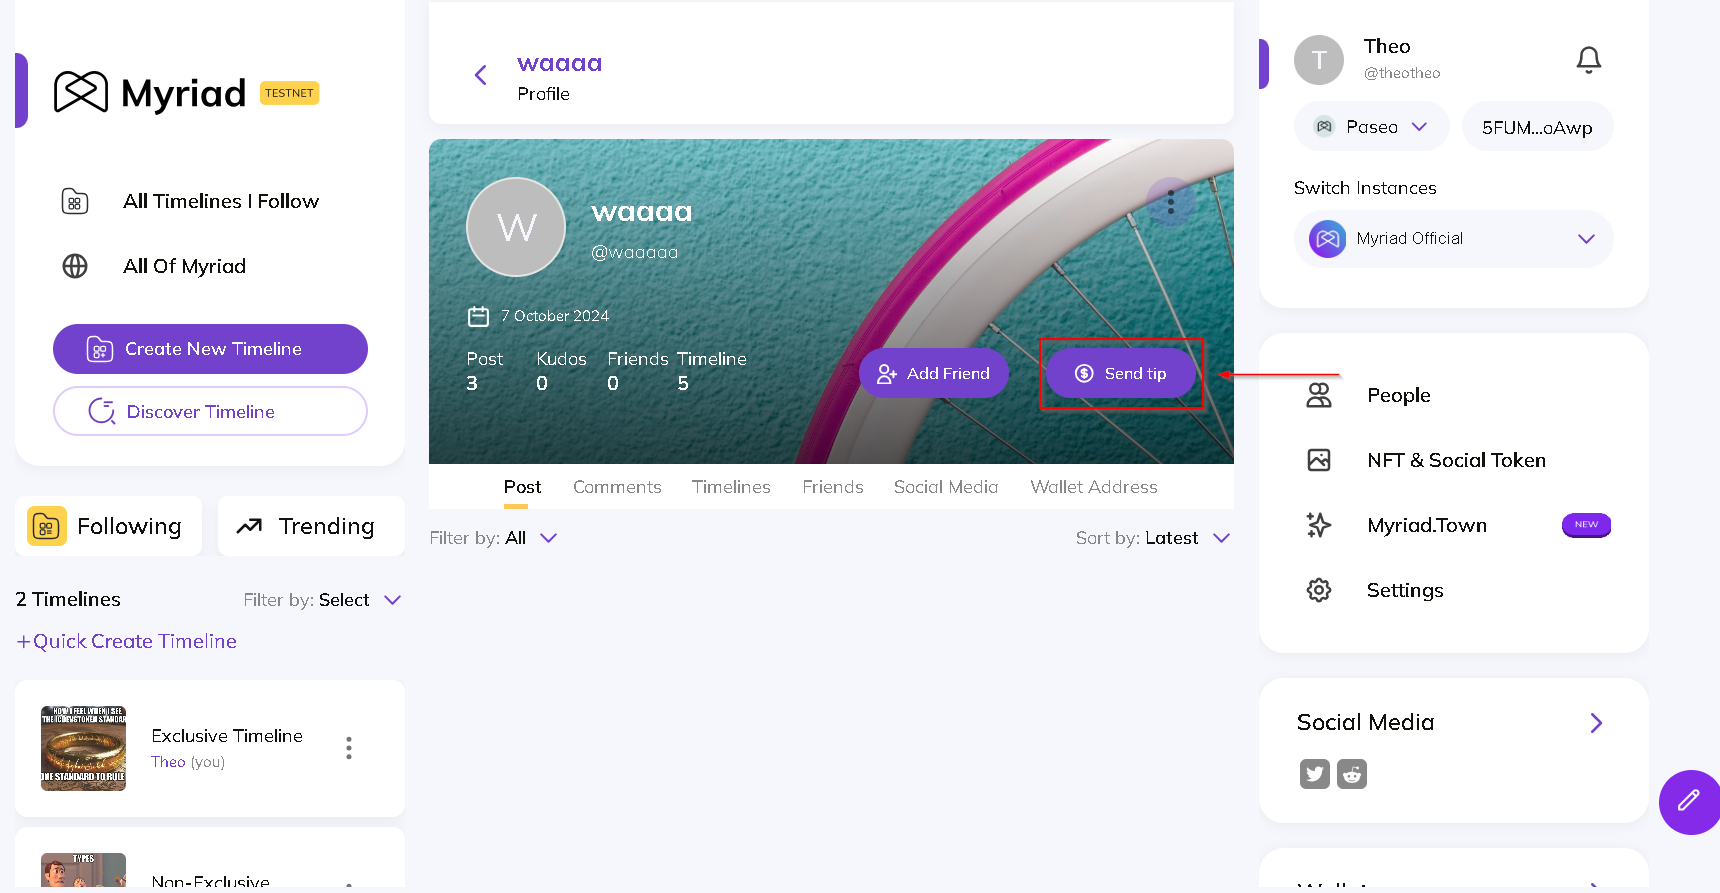 Myriad TESTNET
All Timelines I Follow
All Of Myriad
Create New Timeline
Discover Timeline
Following
Trending
2 Timelines
Filter by: Select
+Quick Create Timeline
HOW I FEEL WHEN I SEE
Exclusive Timeline
Theo (you)
ONE STANDARD TO RULE
TYPES
Non-Exclusive
waaaa
Profile
W
waaaa
@waaaaa
7 October 2024
Post Kudos Friends Timeline
3 0 0 5
Add Friend
Send tip
Post Comments Timelines Friends Social Media Wallet Address
Filter by: All
Sort by: Latest
T
Theo
@theotheo
Paseo
5FUM...oAwp
Switch Instances
Myriad Official
People
NFT & Social Token
Myriad.Town NEW
Settings
Social Media